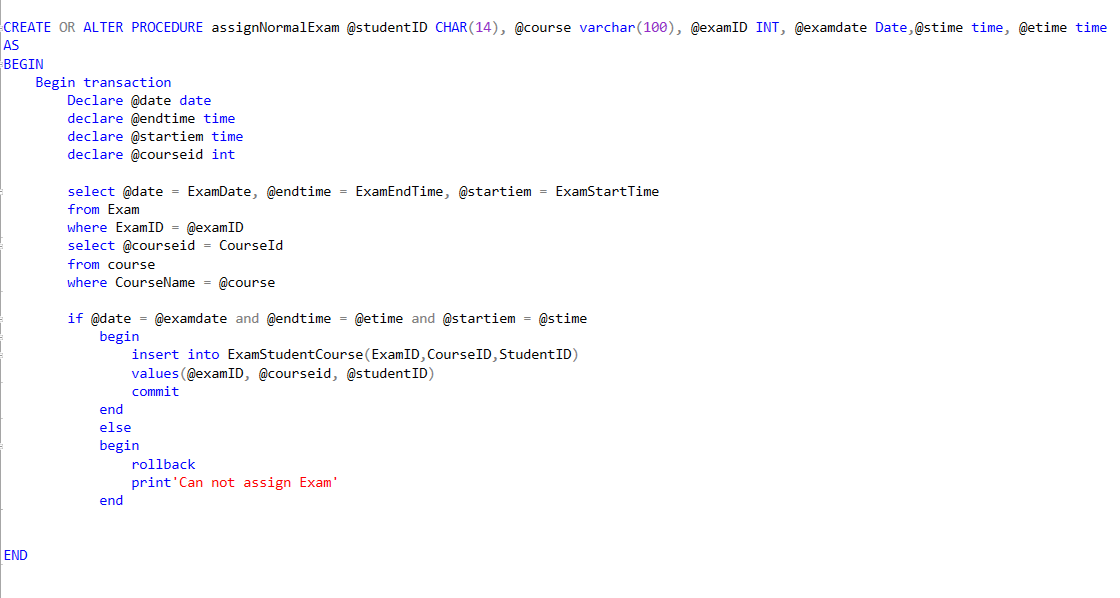 CREATE OR ALTER PROCEDURE assignNormalExam @studentID CHAR(14), @course varchar(100), @examID INT, @examdate Date,@stime time, @etime time
AS
BEGIN
Begin transaction
Declare @date date
declare @endtime time
declare @startiem time
declare @courseid int
select @date = ExamDate, @endtime = ExamEndTime, @startiem = ExamStartTime
from Exam
where ExamID = @examID
select @courseid = CourseId
from course
where CourseName = @course
if @date = @examdate and @endtime = @etime and @startiem = @stime
begin
insert into ExamStudentCourse(ExamID,CourseID,StudentID)
values(@examID, @courseid, @studentID)
commit
end
else
begin
rollback
print'Can not assign Exam'
end
END